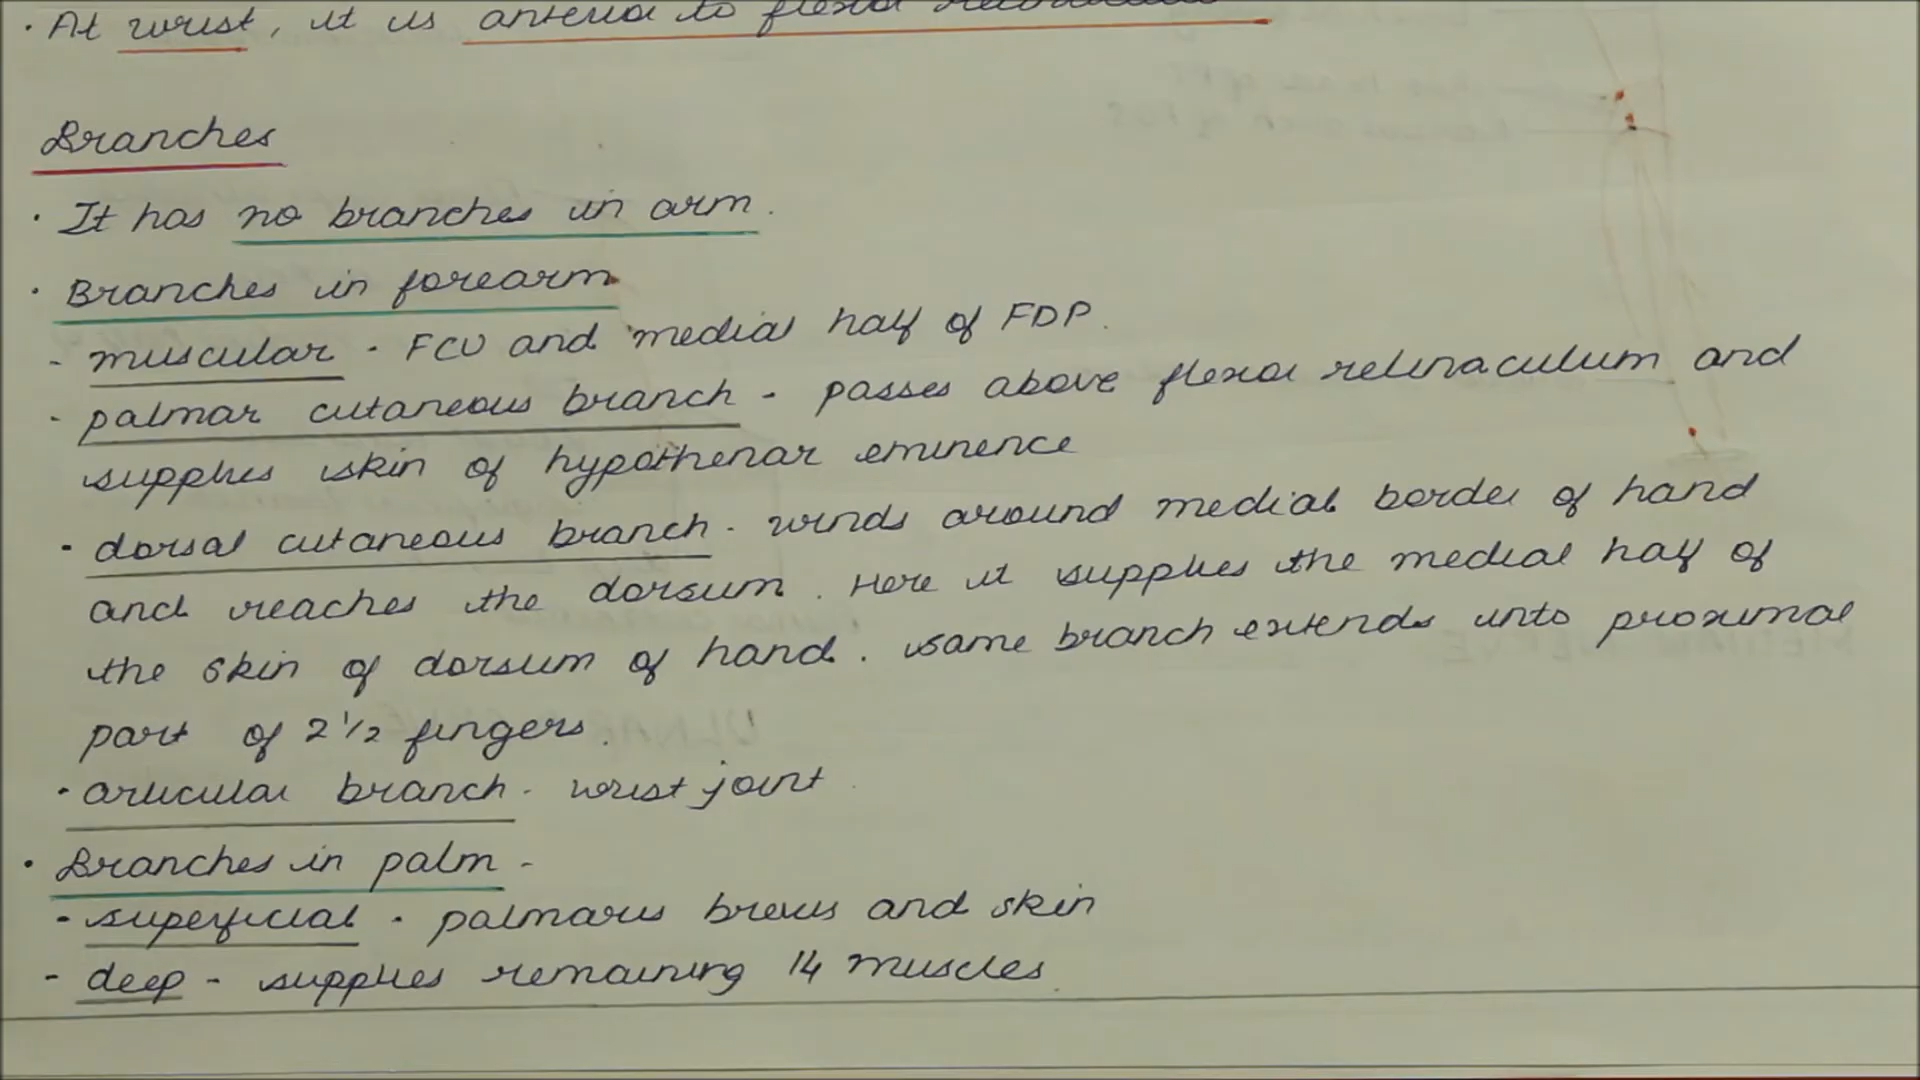 · At wrist, it is anterior to flexor retinaculum
Branches
· It has no branches in arm.
· Branches in forearm
- muscular - FCU and medial half of FDP.
- palmar cutaneous branch - passes above flexor retinaculum and
supplies skin of hypothenar eminence
- dorsal cutaneous branch - winds around medial border of hand
and reaches the dorsum. Here it supplies the medial half of
the skin of dorsum of hand. same branch extends into proximal
part of 2 1/2 fingers.
· articular branch - wrist joint
· Branches in palm -
- superficial - palmaris brevis and skin
- deep - supplies remaining 14 muscles.